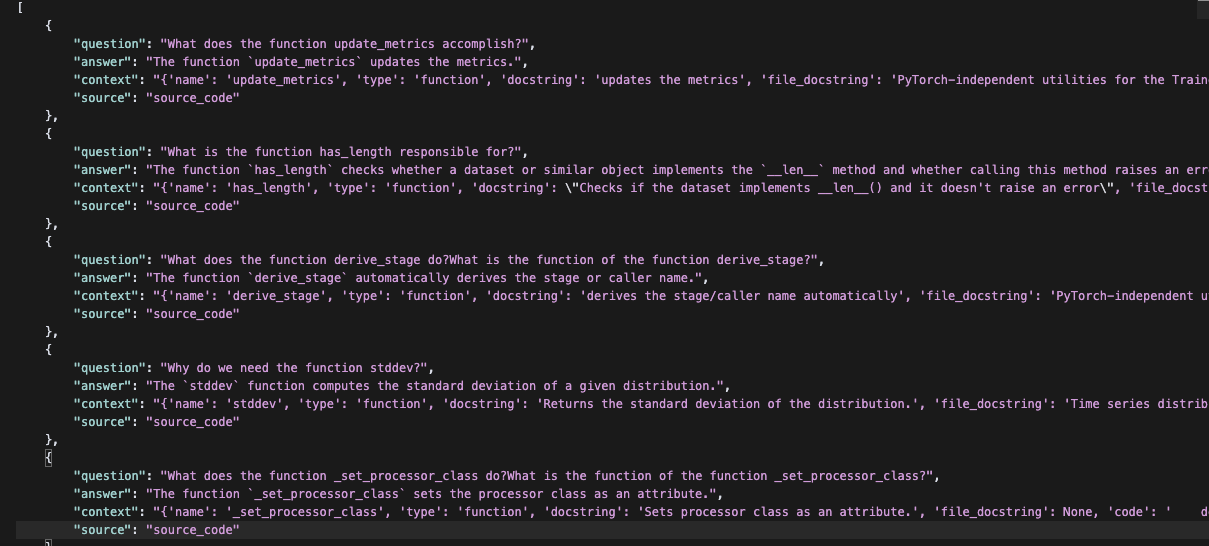 [
{
"question": "What does the function update_metrics accomplish?",
"answer": "The function `update_metrics` updates the metrics.",
"context": "{'name': 'update_metrics', 'type': 'function', 'docstring': 'updates the metrics', 'file_docstring': 'PyTorch-independent utilities for the Train
"source": "source_code"
},
{
"question": "What is the function has_length responsible for?",
"answer": "The function `has_length` checks whether a dataset or similar object implements the `__len__` method and whether calling this method raises an err
"context": "{'name': 'has_length', 'type': 'function', 'docstring': \"Checks if the dataset implements __len__() and it doesn't raise an error\", 'file_docst
"source": "source_code"
},
{
"question": "What does the function derive_stage do?What is the function of the function derive_stage?",
"answer": "The function `derive_stage` automatically derives the stage or caller name.",
"context": "{'name': 'derive_stage', 'type': 'function', 'docstring': 'derives the stage/caller name automatically', 'file_docstring': 'PyTorch-independent u
"source": "source_code"
},
{
"question": "Why do we need the function stddev?",
"answer": "The `stddev` function computes the standard deviation of a given distribution.",
"context": "{'name': 'stddev', 'type': 'function', 'docstring': 'Returns the standard deviation of the distribution.', 'file_docstring': 'Time series distrib
"source": "source_code"
},
{
"question": "What does the function _set_processor_class do?What is the function of the function _set_processor_class?",
"answer": "The function `_set_processor_class` sets the processor class as an attribute.",
"context": "{'name': '_set_processor_class', 'type': 'function', 'docstring': 'Sets processor class as an attribute.', 'file_docstring': None, 'code': '    d
"source": "source_code"
}